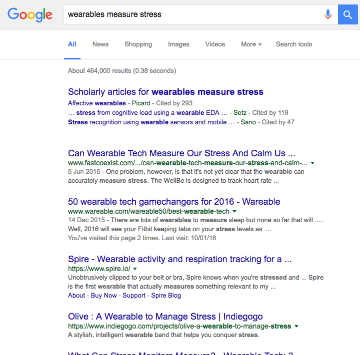 Google wearables measure stress
All News Shopping Images Videos More Search tools
About 464,000 results (0.38 seconds)
Scholarly articles for wearables measure stress
Affective wearables - Picard - Cited by 293
... stress from cognitive load using a wearable EDA ... - Setz - Cited by 119
Stress recognition using wearable sensors and mobile ... - Sano - Cited by 47
Can Wearable Tech Measure Our Stress And Calm Us ...
www.fastcoexist.com/.../can-wearable-tech-measure-our-stress-and-calm-...
5 Jun 2015 - One problem, however, is that it's not yet clear that the wearable can
accurately measure stress. The WellBe is designed to track heart rate ...
50 wearable tech gamechangers for 2016 - Wareable
www.wareable.com/wareable50/best-wearable-tech
14 Dec 2015 - There are lots of wearables to measure sleep but none so far will ...
Well, 2016 will see your Fitbit keeping tabs on your stress levels as ...
You've visited this page 2 times. Last visit: 10/01/16
Spire - Wearable activity and respiration tracking for a ...
https://www.spire.io/
Unobtrusively clipped to your belt or bra, Spire knows when you're stressed and ... Spire
is the first wearable that actually measures something relevant to my ...
About - Buy Now - Support - Spire Blog
Olive : A Wearable to Manage Stress | Indiegogo
https://www.indiegogo.com/projects/olive-a-wearable-to-manage-stress
A stylish, intelligent wearable band that helps you conquer stress.